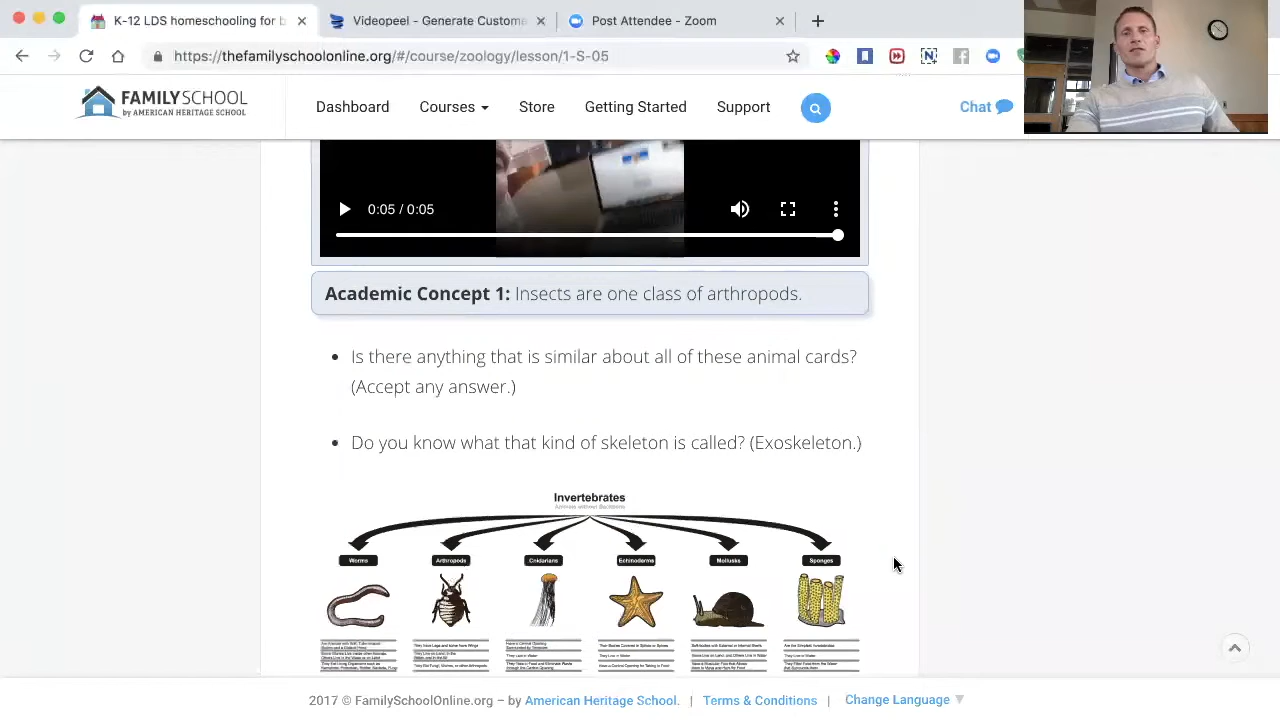 K-12 LDS homeschooling for b
Videopeel - Generate Custome
Post Attendee - Zoom
https://thefamilyschoolonline.org/#/course/zoology/lesson/1-S-05
FAMILYSCHOOL
by AMERICAN HERITAGE SCHOOL
Dashboard
Courses
Store
Getting Started
Support
Chat
0:05 / 0:05
Academic Concept 1: Insects are one class of arthropods.
• Is there anything that is similar about all of these animal cards?
(Accept any answer.)
• Do you know what that kind of skeleton is called? (Exoskeleton.)
Invertebrates
Animals without Backbones
Worms
Arthropods
Cnidarians
Echinoderms
Mollusks
Sponges
2017 © FamilySchoolOnline.org – by American Heritage School. | Terms & Conditions | Change Language